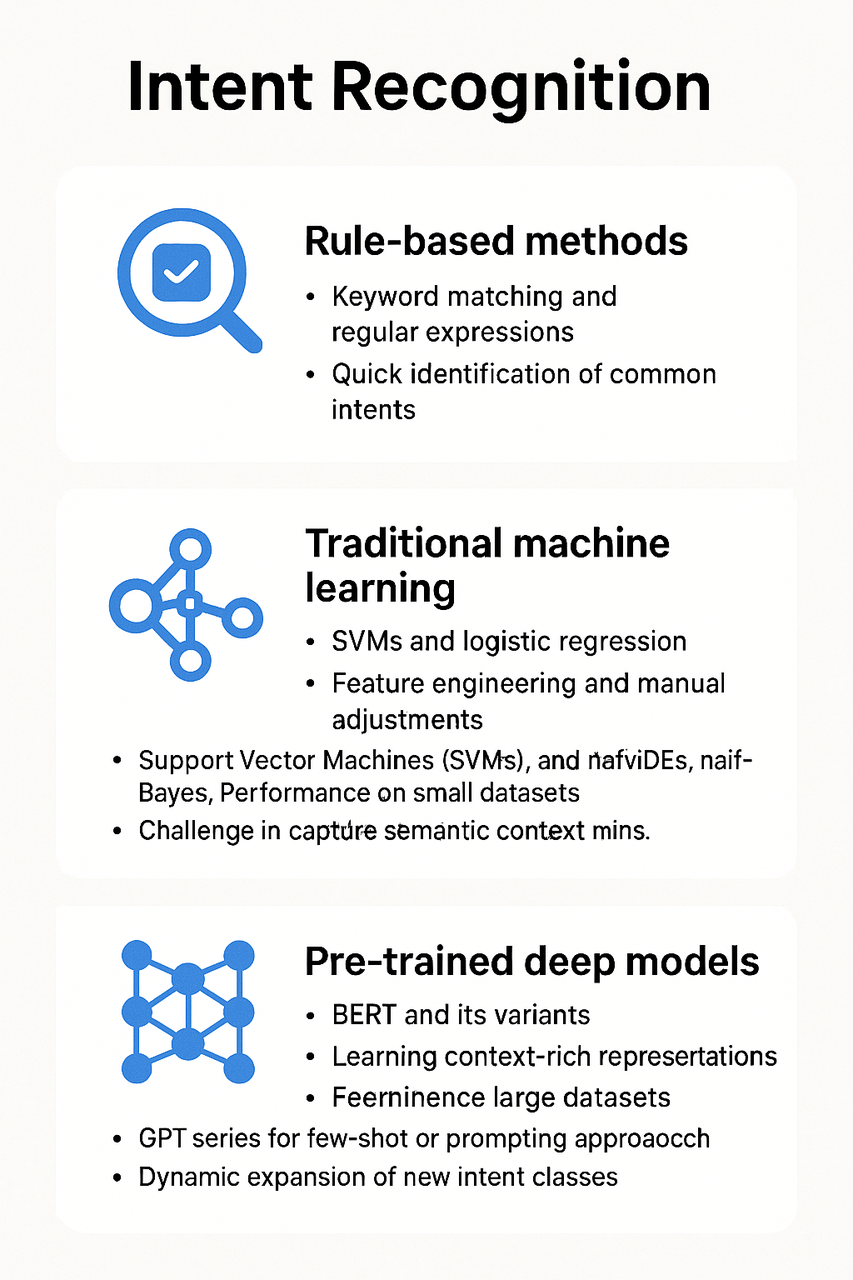 Intent Recognition
Rule-based methods
• Keyword matching and
regular expressions
• Quick identification of common
intents
Traditional machine
learning
• SVMs and logistic regression
• Feature engineering and manual
adjustments
• Support Vector Machines (SVMs), and nafviDEs, naif-
Bayes, Performance on small datasets
• Challenge in capture semantic context mins.
Pre-trained deep models
• BERT and its variants
• Learning context-rich represertations
• Feerninence large datasets
• GPT series for few-shot or prompting approaocch
• Dynamic expansion of new intent classes